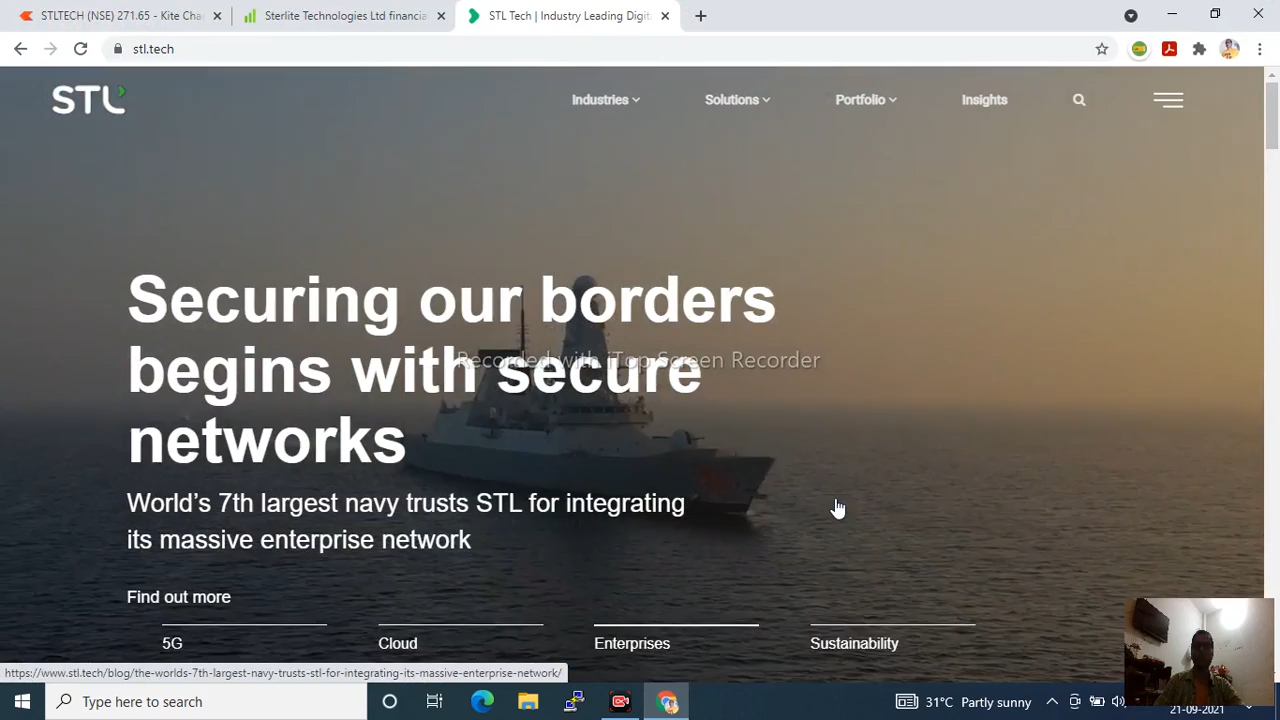 STLTECH (NSE) 271.65 - Kite Cha
Sterlite Technologies Ltd financia
STL Tech | Industry Leading Digit
stl.tech
STL
Industries
Solutions
Portfolio
Insights
Securing our borders
begins with secure
networks
Recorded with iTop Screen Recorder
World's 7th largest navy trusts STL for integrating
its massive enterprise network
Find out more
5G
Cloud
Enterprises
Sustainability
https://www.stl.tech/blog/the-worlds-7th-largest-navy-trusts-stl-for-integrating-its-massive-enterprise-network/
Type here to search
31°C Partly sunny
21-09-2021